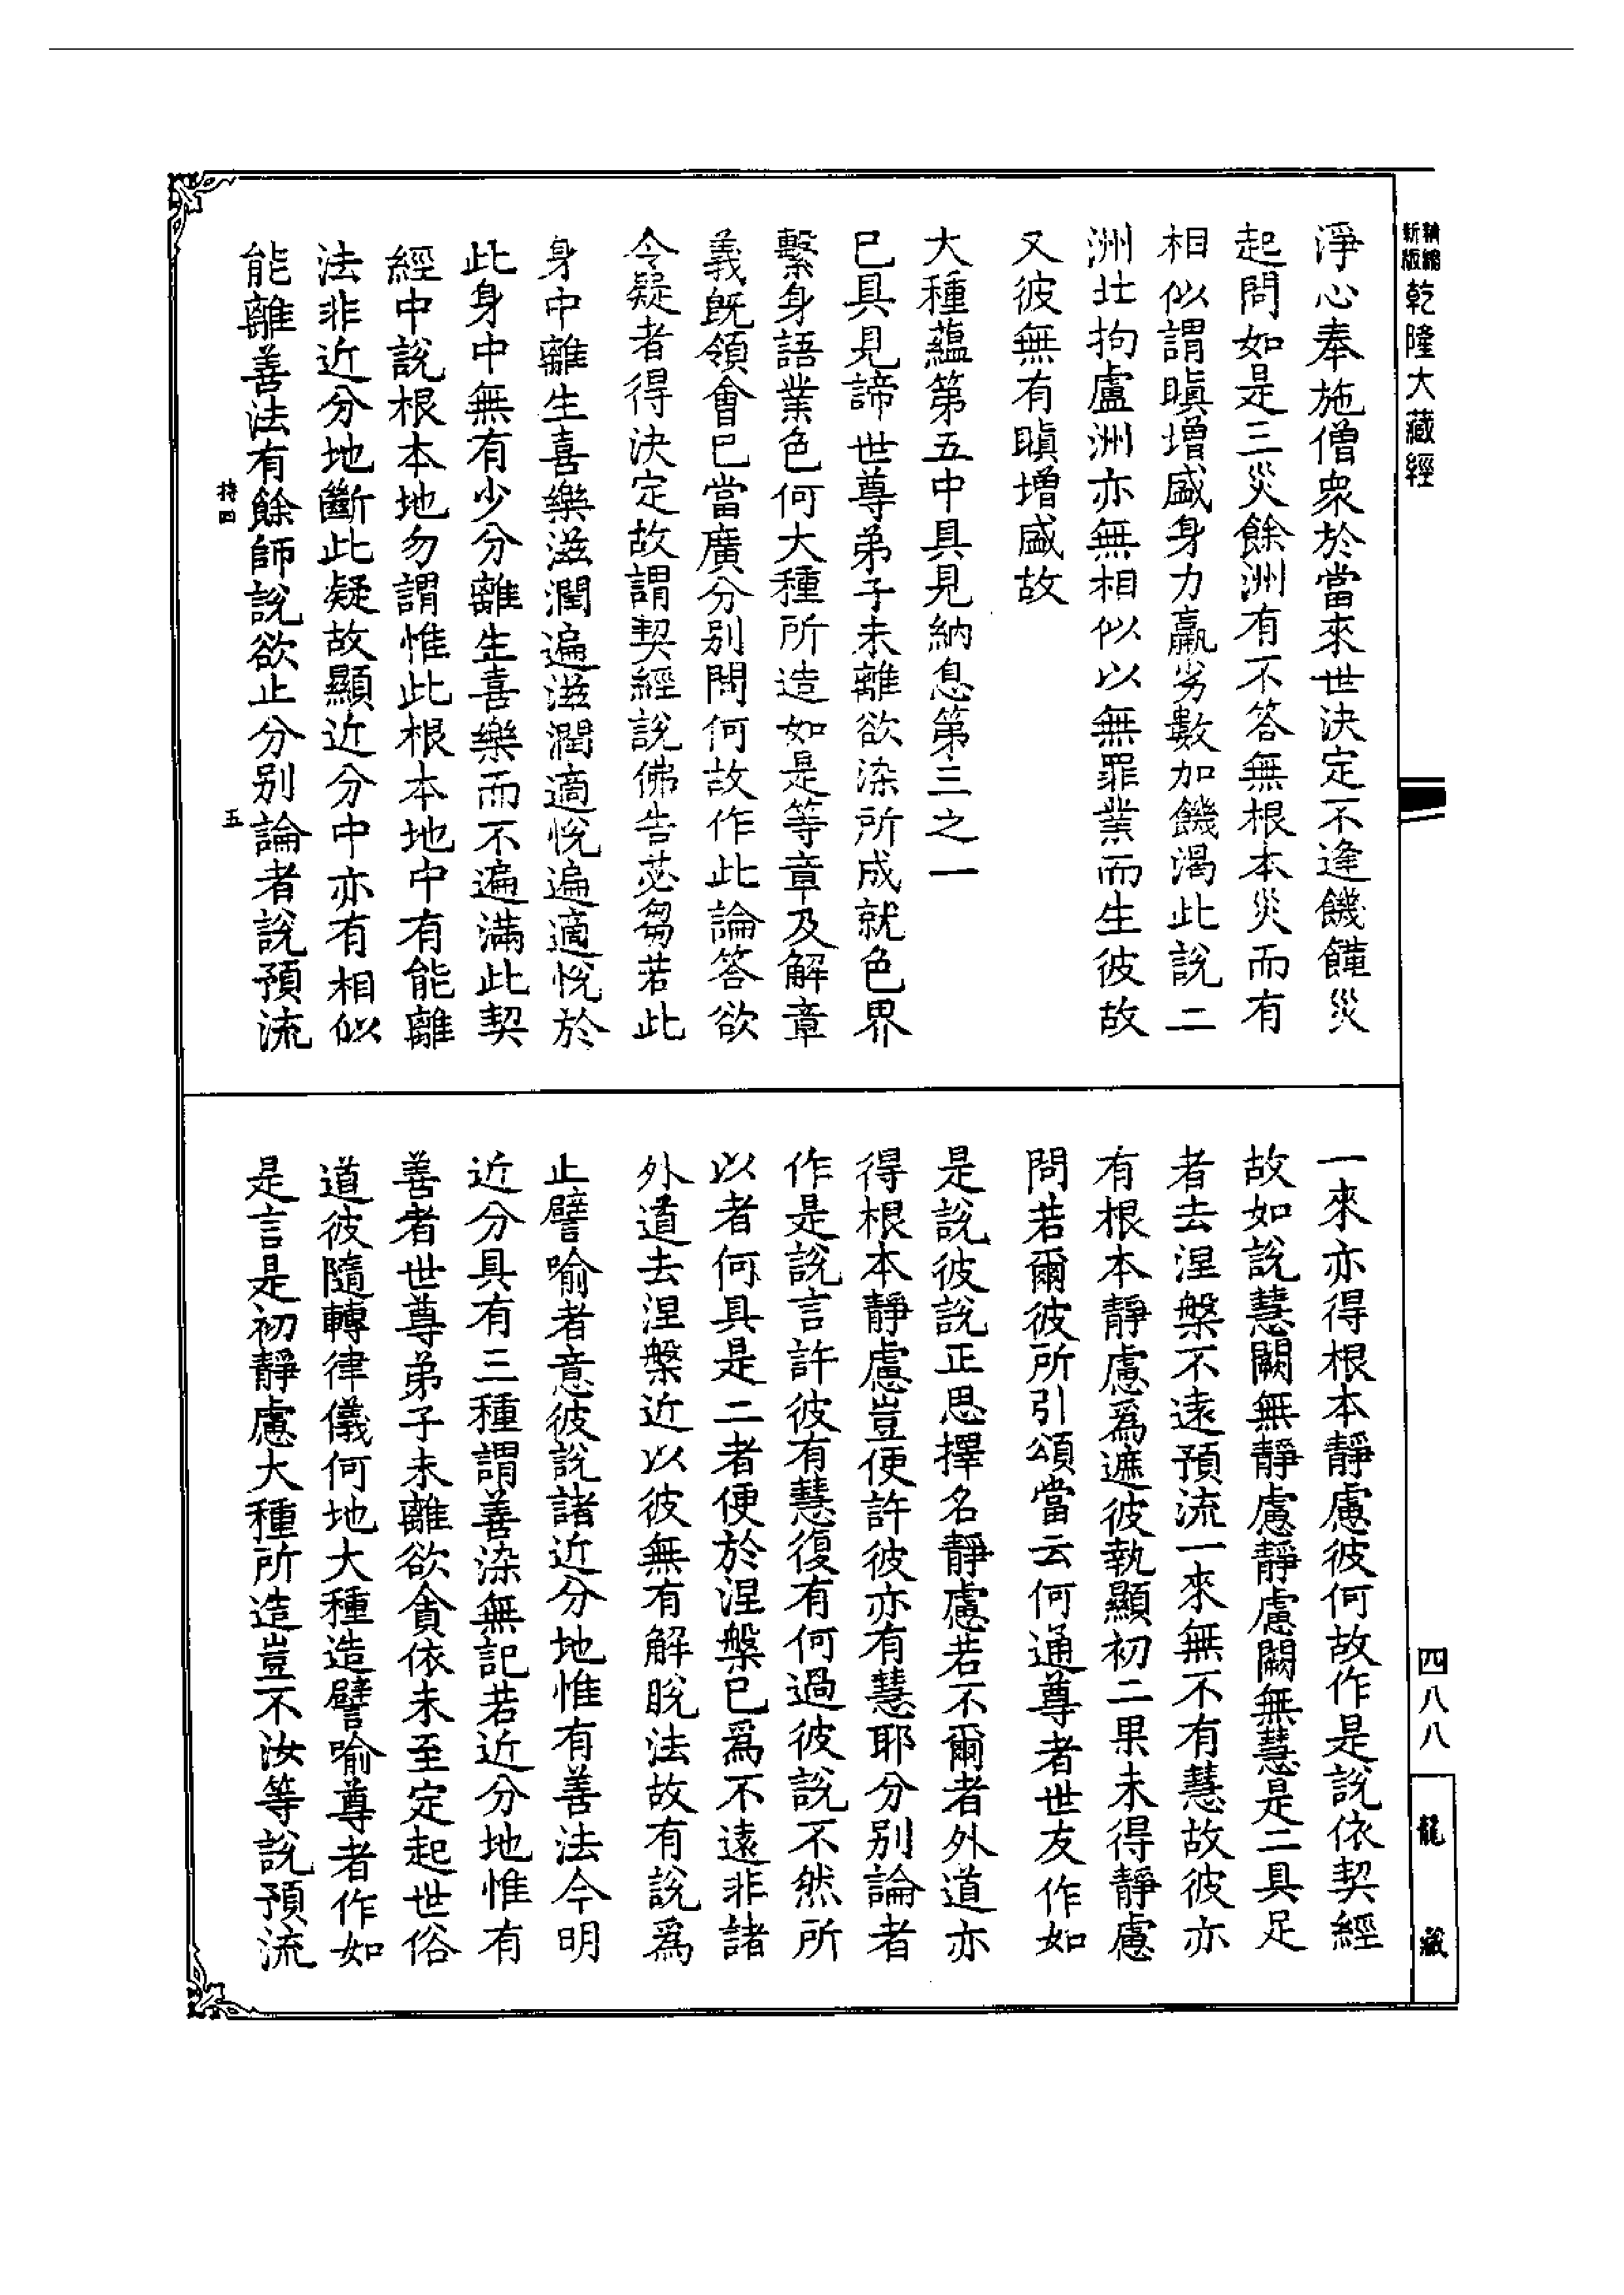 精縮新版乾隆大藏經
淨心奉施僧衆於當來世決定不逢饑饉災
起問如是三災餘洲有不答無根本災而有
相似謂瞋增盛身力羸劣數加饑渴此說二
洲北拘盧洲亦無相似以無罪業而生彼故
又彼無有瞋增盛故
大種蘊第五中具見納息第三之一
已具見諦世尊弟子未離欲染所成就色界
繫身語業色何大種所造如是等章及解章
義旣領會已當廣分别問何故作此論答欲
令疑者得決定故謂契經說佛告苾芻若此
身中離生喜樂滋潤遍滋潤適悅遍適悅於
此身中無有少分離生喜樂而不遍滿此契
經中說根本地勿謂惟此根本地中有能離
法非近分地斷此疑故顯近分中亦有相似
能離善法有餘師說欲止分别論者說預流
持四
五
一來亦得根本靜慮彼何故作是說依契經
故如說慧闕無靜慮靜慮闕無慧是二具足
者去涅槃不遠預流一來無不有慧故彼亦
有根本靜慮爲遮彼執顯初二果未得靜慮
問若爾彼所引頌當云何通尊者世友作如
是說彼說正思擇名靜慮若不爾者外道亦
得根本靜慮豈便許彼亦有慧耶分别論者
作是說言許彼有慧復有何過彼說不然所
以者何具是二者便於涅槃已爲不遠非諸
外道去涅槃近以彼無有解脫法故有說爲
止譬喻者意彼說諸近分地惟有善法今明
近分具有三種謂善染無記若近分地惟有
善者世尊弟子未離欲貪依未至定起世俗
道彼隨轉律儀何地大種造譬喻尊者作如
是言是初靜慮大種所造豈不汝等說預流
四八八
龍藏